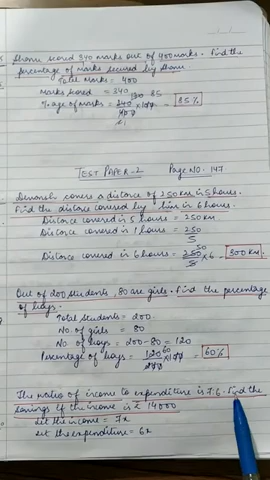 Shonu scored 340 marks out of 400 marks. Find the
percentage of marks secured by Shonu
Total Marks = 400
Marks scored = 340
%age of marks = 340/400 × 100 = 85%
TEST PAPER-2 Page No. 147
Devansh covers a distance of 250 km in 5 hours.
Find the distance covered by him in 6 hours.
Distance covered in 5 hours = 250 km
Distance covered in 1 hour = 250/5
Distance covered in 6 hours = 250/5 × 6 = 300 km
Out of 200 students, 80 are girls. Find the percentage
of boys.
Total students = 200
No. of girls = 80
No. of boys = 200-80 = 120
Percentage of boys = 120/200 × 100 = 60%
The ratio of income to expenditure is 7:6. Find the
savings if the income is ₹ 14000
Let the income = 7x
Let the expenditure = 6x